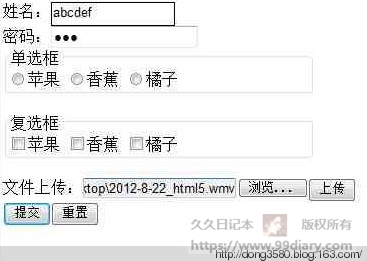 姓名：abcdef
密码：●●●
单选框
苹果 香蕉 橘子
复选框
苹果 香蕉 橘子
文件上传：ktop\2012-8-22_html5.wmv 浏览... 上传
提交 重置
久久日记本 版权所有
https://www.99diary.com
http://dong3580.blog.163.com/